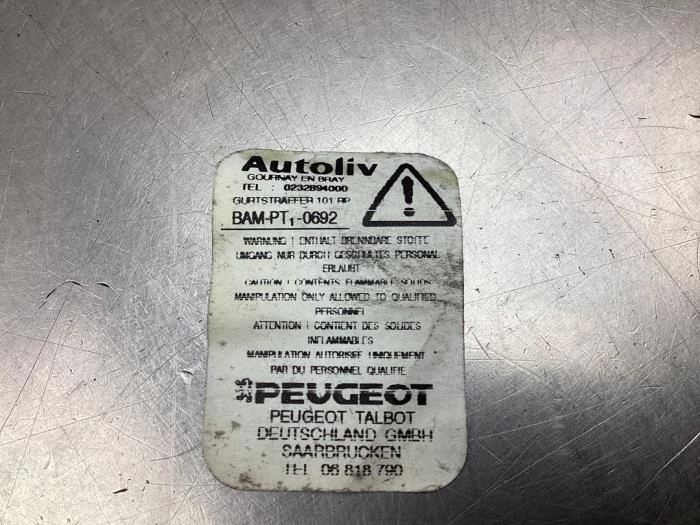 Autoliv
GOURNAY EN BRAY
TEL : 0232894000
GURTSTRAFFER 101 RP
BAM-PT1-0692
WARNUNG ! ENTHALT BRENNBARE STOFFE
UMGANG NUR DURCH GESCHULTES PERSONAL
ERLAUBT
CAUTION ! CONTENTS FLAMMABLE SOLIDS
MANIPULATION ONLY ALLOWED TO QUALIFIED
PERSONNEL
ATTENTION ! CONTIENT DES SOLIDES
INFLAMMABLES
MANIPULATION AUTORISEE UNIQUEMENT
PAR DU PERSONNEL QUALIFIE
PEUGEOT
PEUGEOT TALBOT
DEUTSCHLAND GMBH
SAARBRUCKEN
TEL 06 818 790